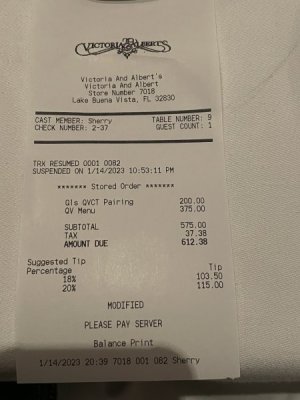 VICTORIA & ALBERT'S
Victoria And Albert's
Victoria and Albert
Store Number 7018
Lake Buena Vista, FL 32830
CAST MEMBER: Sherry TABLE NUMBER: 9
CHECK NUMBER: 2-37 GUEST COUNT: 1
TRX RESUMED 0001 0082
SUSPENDED ON 1/14/2023 10:53:11 PM
******* Stored Order *******
Gls QVCT Pairing 200.00
QV Menu 375.00
SUBTOTAL 575.00
TAX 37.38
AMOUNT DUE 612.38
Suggested Tip
Percentage Tip
18% 103.50
20% 115.00
MODIFIED
PLEASE PAY SERVER
Balance Print
1/14/2023 20:39 7018 001 082 Sherry